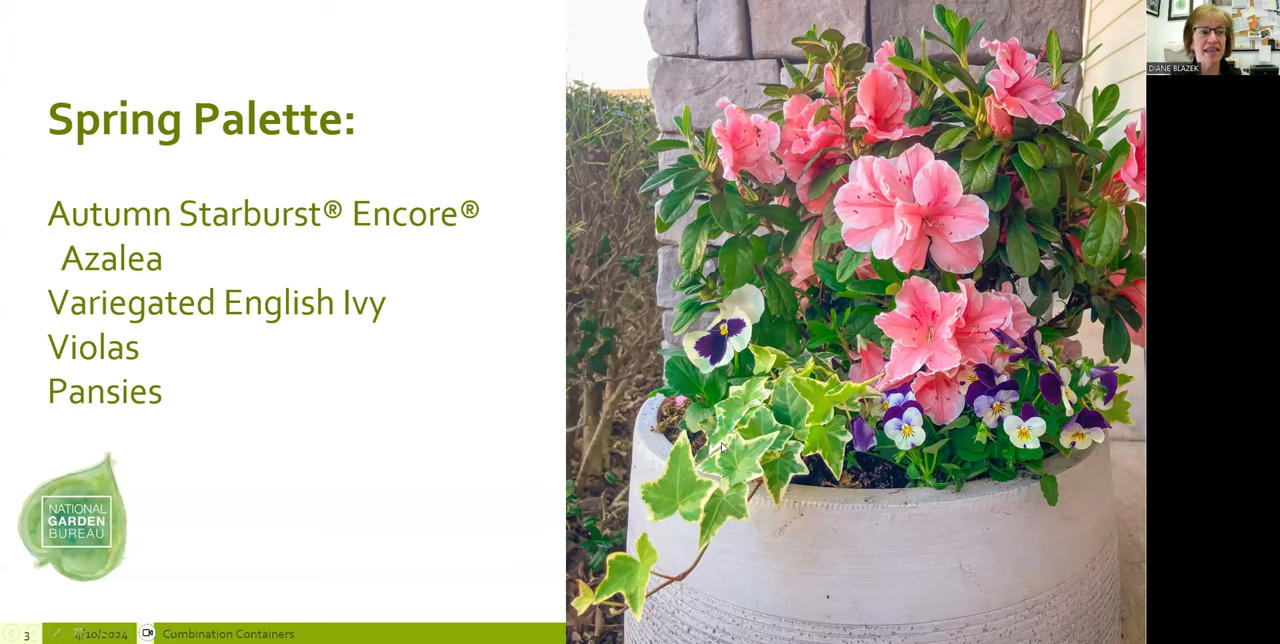 Spring Palette:
Autumn Starburst® Encore®
Azalea
Variegated English Ivy
Violas
Pansies
NATIONAL
GARDEN
BUREAU
3
4/10/2024
Combination Containers
DIANE BLAZEK